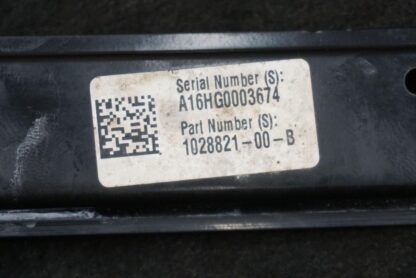 Serial Number (S):
A16HG0003674
Part Number (S):
1028821-00-B